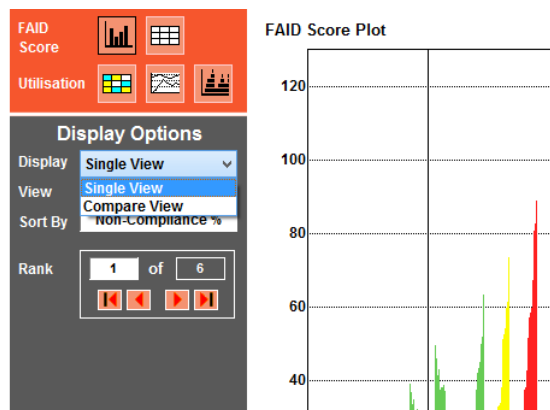 FAID
Score
Utilisation
Display Options
Display Single View
View Single View
Compare View
Sort By Non-Compliance %
Rank 1 of 6
FAID Score Plot
120
100
80
60
40